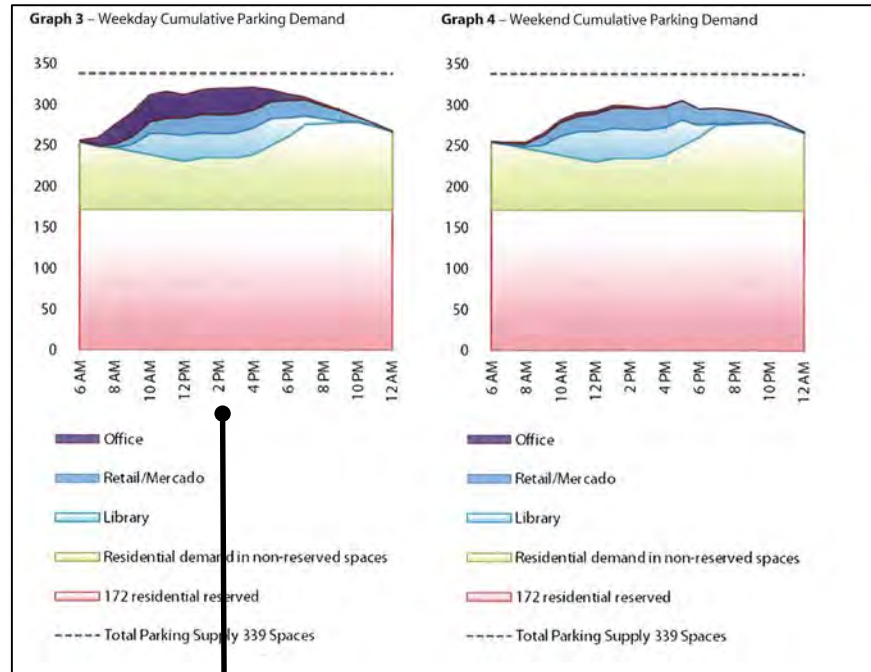 Graph 3 – Weekday Cumulative Parking Demand
350
300
250
200
150
100
50
0
6 AM
8 AM
10 AM
12 PM
2 PM
4 PM
6 PM
8 PM
10 PM
12 AM
Office
Retail/Mercado
Library
Residential demand in non-reserved spaces
172 residential reserved
Total Parking Supply 339 Spaces
Graph 4 – Weekend Cumulative Parking Demand
350
300
250
200
150
100
50
0
6 AM
8 AM
10 AM
12 PM
2 PM
4 PM
6 PM
8 PM
10 PM
12 AM
Office
Retail/Mercado
Library
Residential demand in non-reserved spaces
172 residential reserved
Total Parking Supply 339 Spaces